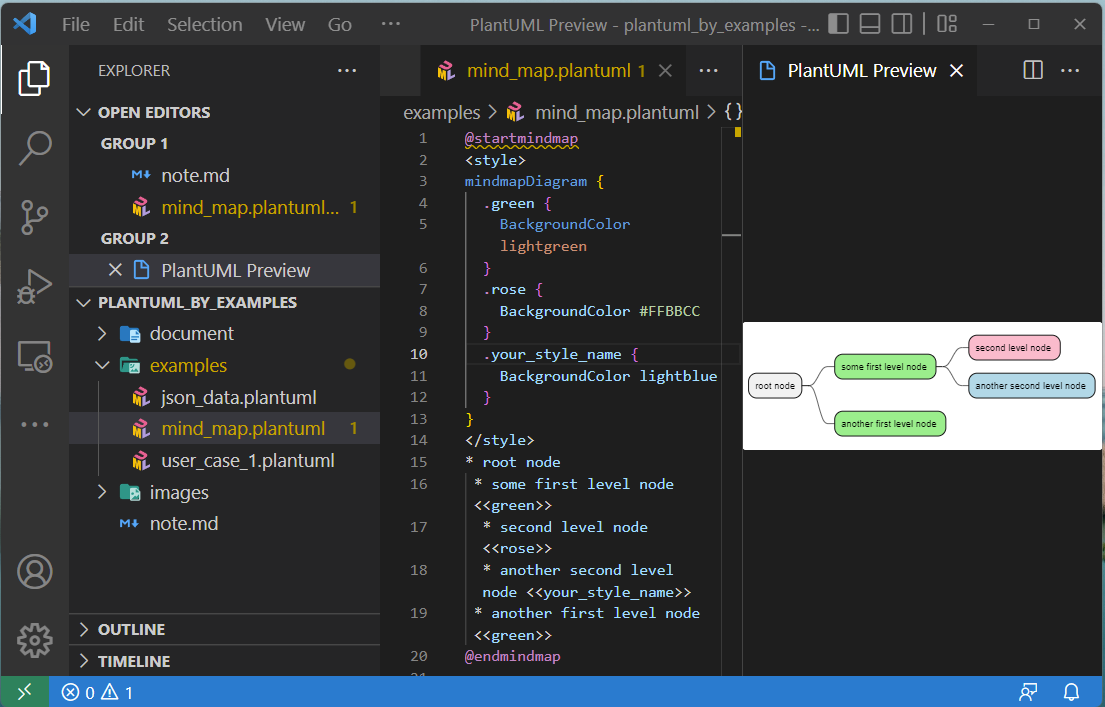 File Edit Selection View Go ··· PlantUML Preview - plantuml_by_examples -...
EXPLORER ···
OPEN EDITORS
GROUP 1
note.md
mind_map.plantuml... 1
GROUP 2
PlantUML Preview
PLANTUML_BY_EXAMPLES
document
examples
json_data.plantuml
mind_map.plantuml 1
user_case_1.plantuml
images
note.md
OUTLINE
TIMELINE
mind_map.plantuml 1
examples > mind_map.plantuml > {}
1 @startmindmap
2 <style>
3 mindmapDiagram {
4 .green {
5 BackgroundColor
lightgreen
6 }
7 .rose {
8 BackgroundColor #FFBBCC
9 }
10 .your_style_name {
11 BackgroundColor lightblue
12 }
13 }
14 </style>
15 * root node
16 * some first level node
<<green>>
17 * second level node
<<rose>>
18 * another second level
node <<your_style_name>>
19 * another first level node
<<green>>
20 @endmindmap
21
PlantUML Preview
root node
some first level node
second level node
another second level node
another first level node
0 1